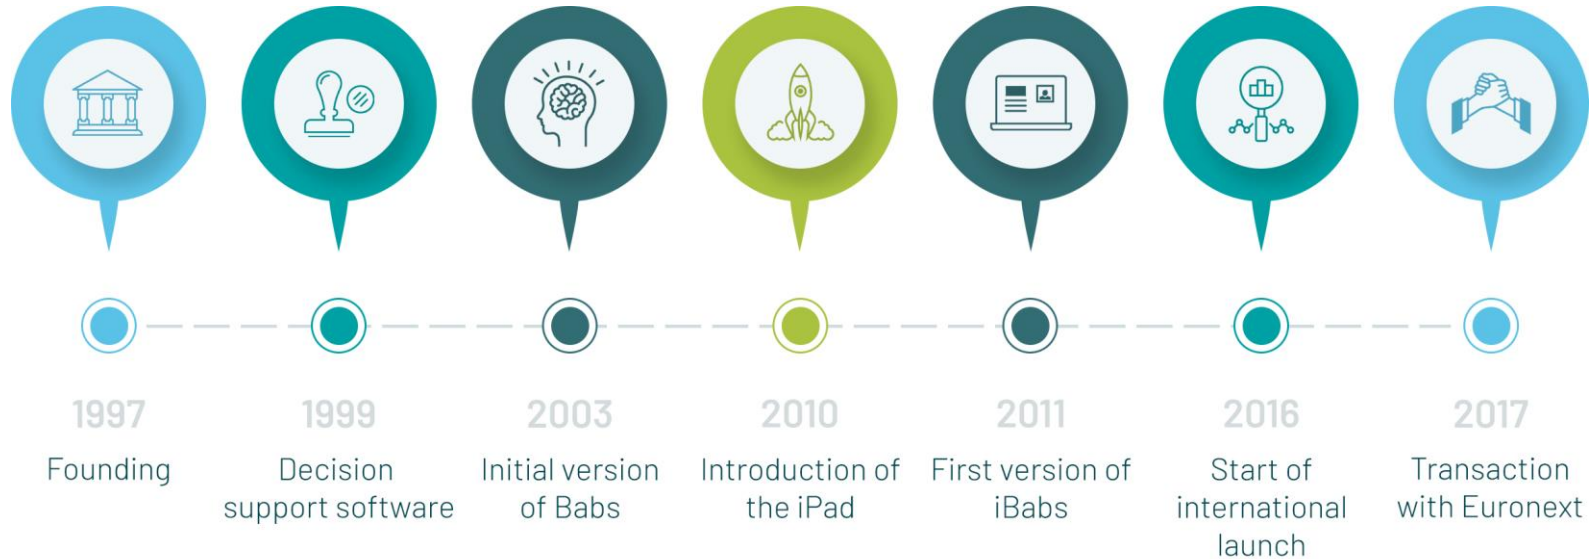 1997
Founding
1999
Decision
support software
2003
Initial version
of Babs
2010
Introduction of
the iPad
2011
First version of
iBabs
2016
Start of
international
launch
2017
Transaction
with Euronext